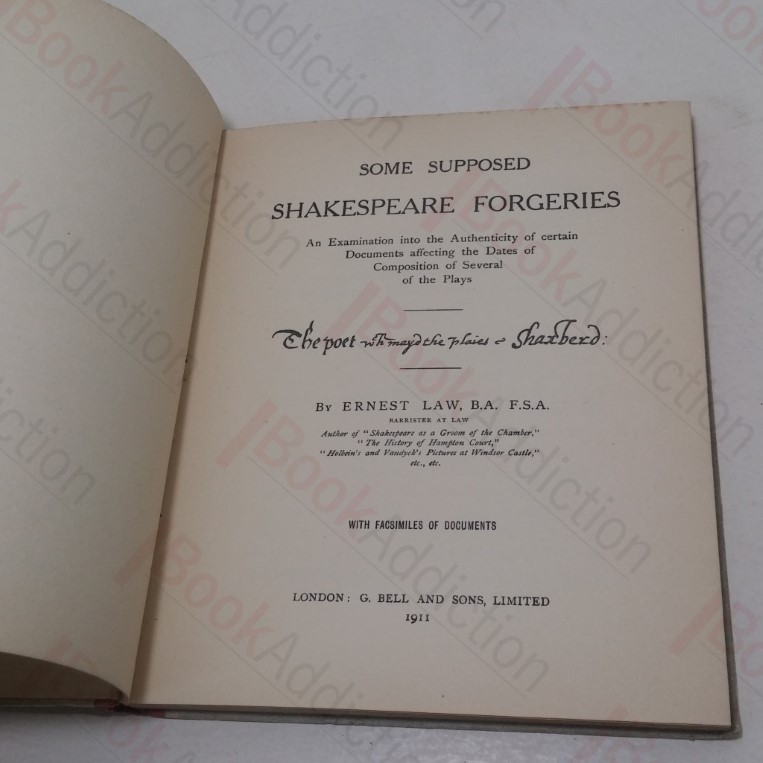 SOME SUPPOSED
SHAKESPEARE FORGERIES
An Examination into the Authenticity of certain
Documents affecting the Dates of
Composition of Several
of the Plays
The poet wch mayd the plaies Shaxberd:
By ERNEST LAW, B.A. F.S.A.
BARRISTER AT LAW
Author of "Shakespeare as a Groom of the Chamber,"
"The History of Hampton Court,"
"Holbein's and Vandyck's Pictures at Windsor Castle,"
etc., etc.
WITH FACSIMILES OF DOCUMENTS
LONDON: G. BELL AND SONS, LIMITED
1911
BookAddiction